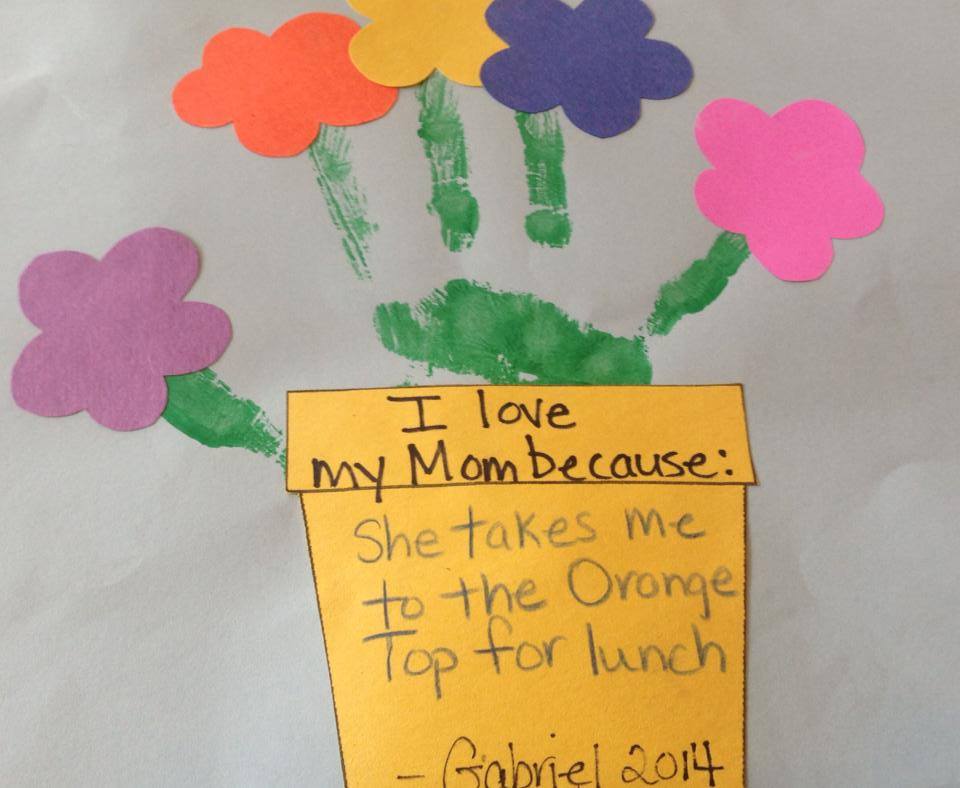 I love
my Mom because:
She takes me
to the Orange
Top for lunch
- Gabriel 2014